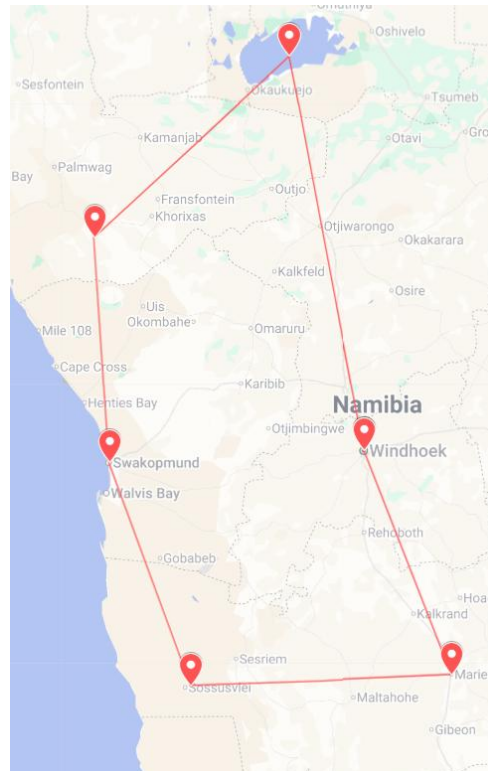 Omuthiya
Oshivelo
Sesfontein
Okaukuejo
Tsumeb
Kamanjab
Otavi
Gro
Palmwag
Bay
Fransfontein
Outjo
Khorixas
Otjiwarongo
Okakarara
Kalkfeld
Osire
Uis
Mile 108
Okombahe
Omaruru
Cape Cross
Karibib
Henties Bay
Namibia
Otjimbingwe
Windhoek
Swakopmund
Walvis Bay
Rehoboth
Gobabeb
Hoa
Kalkrand
Sesriem
Marie
Sossusvlei
Maltahohe
Gibeon